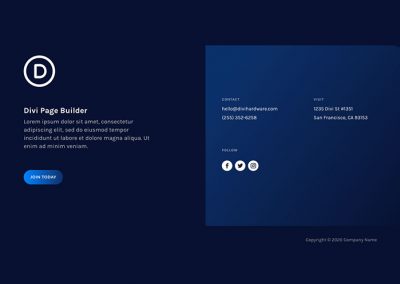 D
Divi Page Builder
Lorem ipsum dolor sit amet, consectetur
adipiscing elit, sed do eiusmod tempor
incididunt ut labore et dolore magna aliqua. Ut
enim ad minim veniam.
JOIN TODAY
CONTACT
hello@divihardware.com
(255) 352-6258
VISIT
1235 Divi St #1351
San Francisco, CA 93153
FOLLOW
Copyright © 2020 Company Name